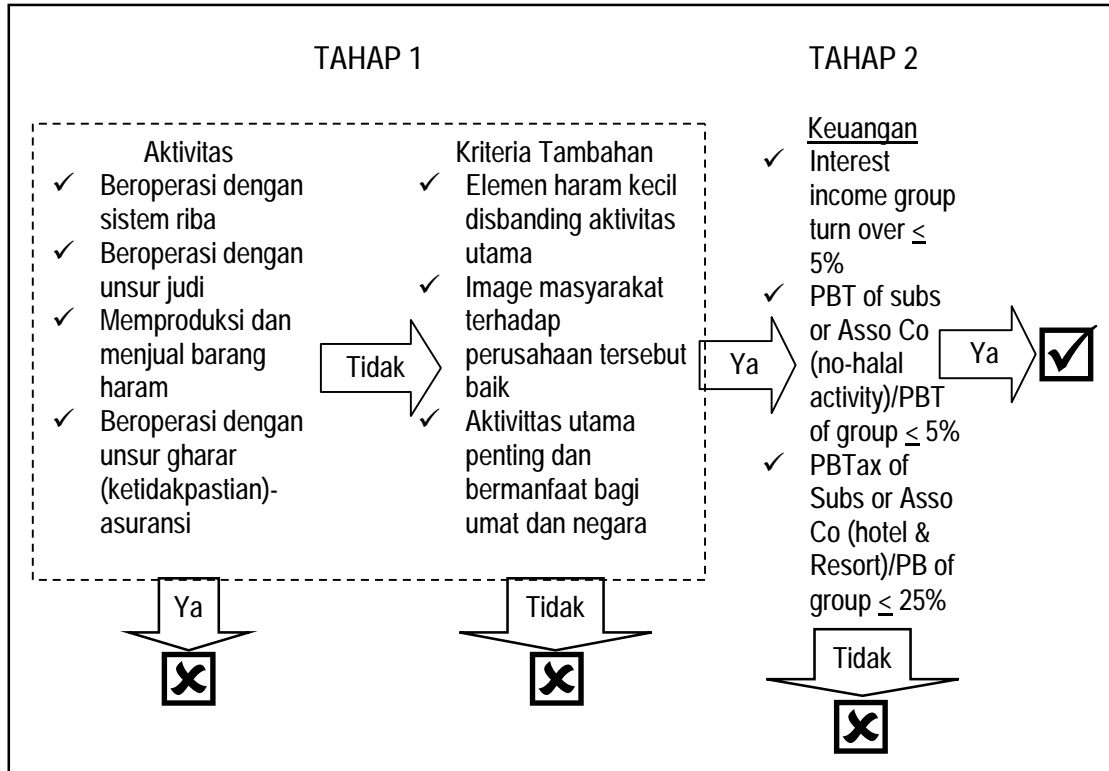 TAHAP 1
Aktivitas
✓ Beroperasi dengan
sistem riba
✓ Beroperasi dengan
unsur judi
✓ Memproduksi dan
menjual barang
haram
✓ Beroperasi dengan
unsur gharar
(ketidakpastian)-
asuransi
Ya
Tidak
Kriteria Tambahan
✓ Elemen haram kecil
disbanding aktivitas
utama
✓ Image masyarakat
terhadap
perusahaan tersebut
baik
✓ Aktivittas utama
penting dan
bermanfaat bagi
umat dan negara
Tidak
Ya
TAHAP 2
Keuangan
✓ Interest
income group
turn over ≤
5%
✓ PBT of subs
or Asso Co
(no-halal
activity)/PBT
of group ≤ 5%
✓ PBTax of
Subs or Asso
Co (hotel &
Resort)/PB of
group ≤ 25%
Ya
Tidak